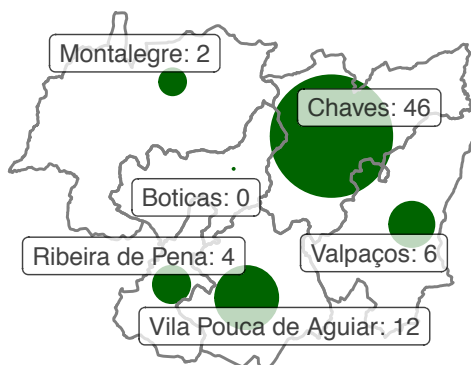 Montalegre: 2
Chaves: 46
Boticas: 0
Ribeira de Pena: 4
Valpaços: 6
Vila Pouca de Aguiar: 12